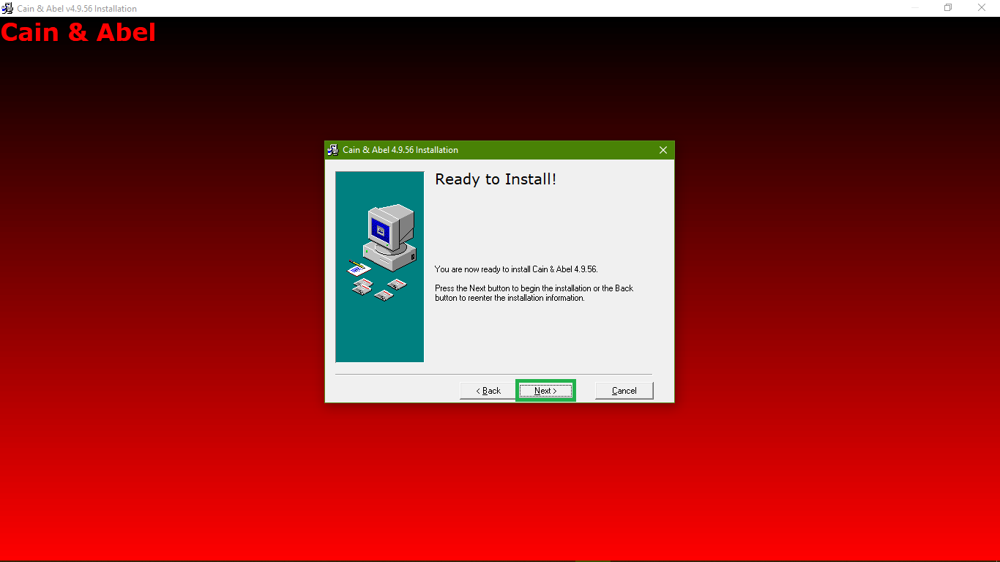 Cain & Abel v4.9.56 Installation
Cain & Abel
Cain & Abel 4.9.56 Installation
Ready to Install!
You are now ready to install Cain & Abel 4.9.56.
Press the Next button to begin the installation or the Back
button to reenter the installation information.
< Back
Next >
Cancel